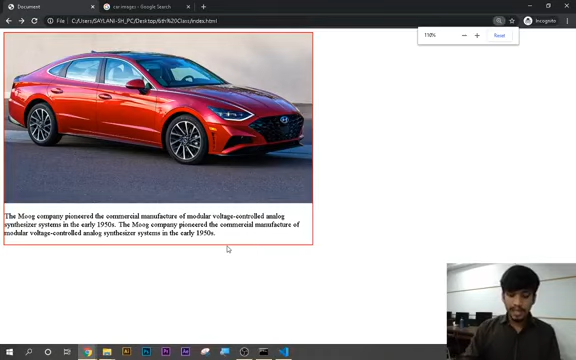 Document
car images - Google Search
File
C:/Users/SAYLANI-SH_PC/Desktop/6th%20Class/index.html
Incognito
110%
Reset
The Moog company pioneered the commercial manufacture of modular voltage-controlled analog
synthesizer systems in the early 1950s. The Moog company pioneered the commercial manufacture of
modular voltage-controlled analog synthesizer systems in the early 1950s.